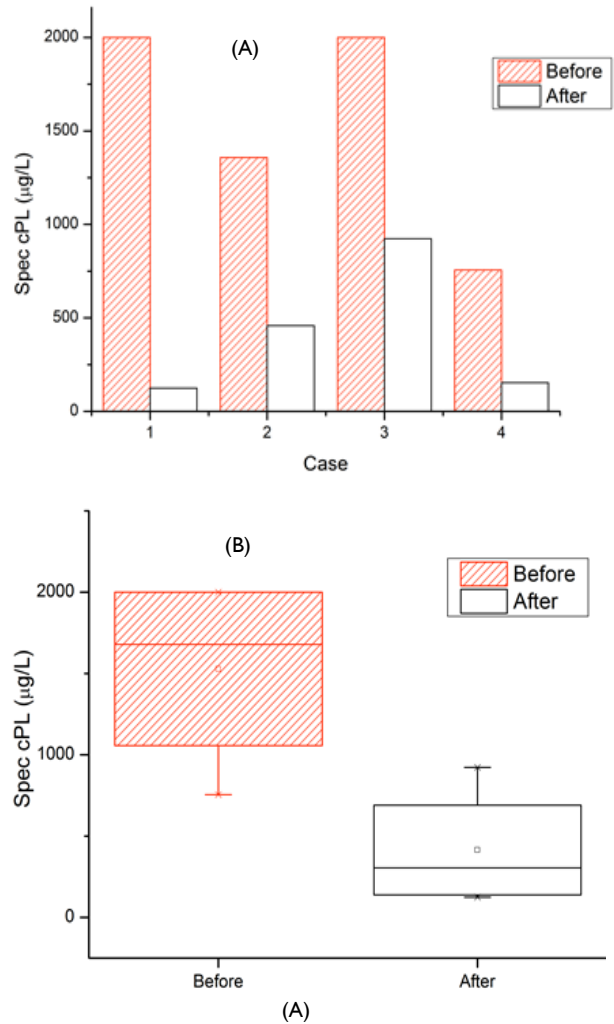 (A)
2000
1500
1000
500
0
Spec cPL (μg/L)
Before
After
1 2 3 4
Case
(B)
2000
1000
0
Spec cPL (μg/L)
Before
After
Before After
(A)